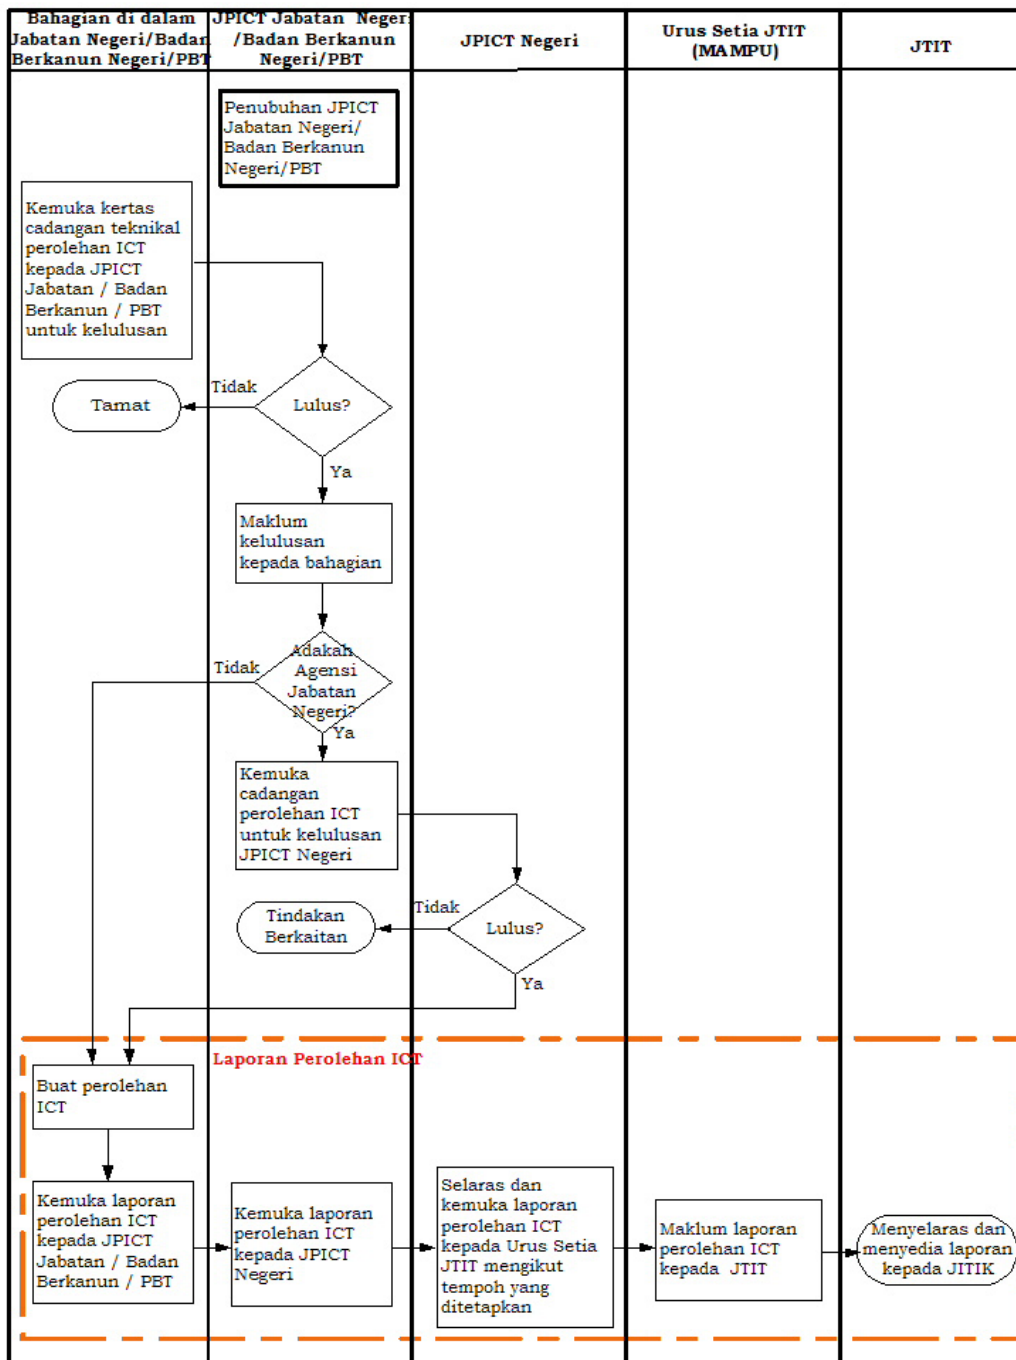 Bahagian di dalam
Jabatan Negeri/Badan
Berkanun Negeri/PBT
JPICT Jabatan Negeri
/Badan Berkanun
Negeri/PBT
JPICT Negeri
Urus Setia JTIT
(MAMPU)
JTIT
Penubuhan JPICT
Jabatan Negeri/
Badan Berkanun
Negeri/PBT
Kemuka kertas
cadangan teknikal
perolehan ICT
kepada JPICT
Jabatan / Badan
Berkanun / PBT
untuk kelulusan
Tamat
Tidak
Lulus?
Ya
Maklum
kelulusan
kepada bahagian
Tidak
Adakah
Agensi
Jabatan
Negeri?
Ya
Kemuka
cadangan
perolehan ICT
untuk kelulusan
JPICT Negeri
Tindakan
Berkaitan
Tidak
Lulus?
Ya
Laporan Perolehan ICT
Buat perolehan
ICT
Kemuka laporan
perolehan ICT
kepada JPICT
Jabatan / Badan
Berkanun / PBT
Kemuka laporan
perolehan ICT
kepada JPICT
Negeri
Selaras dan
kemuka laporan
perolehan ICT
kepada Urus Setia
JTIT mengikut
tempoh yang
ditetapkan
Maklum laporan
perolehan ICT
kepada JTIT
Menyelaras dan
menyedia laporan
kepada JITIK